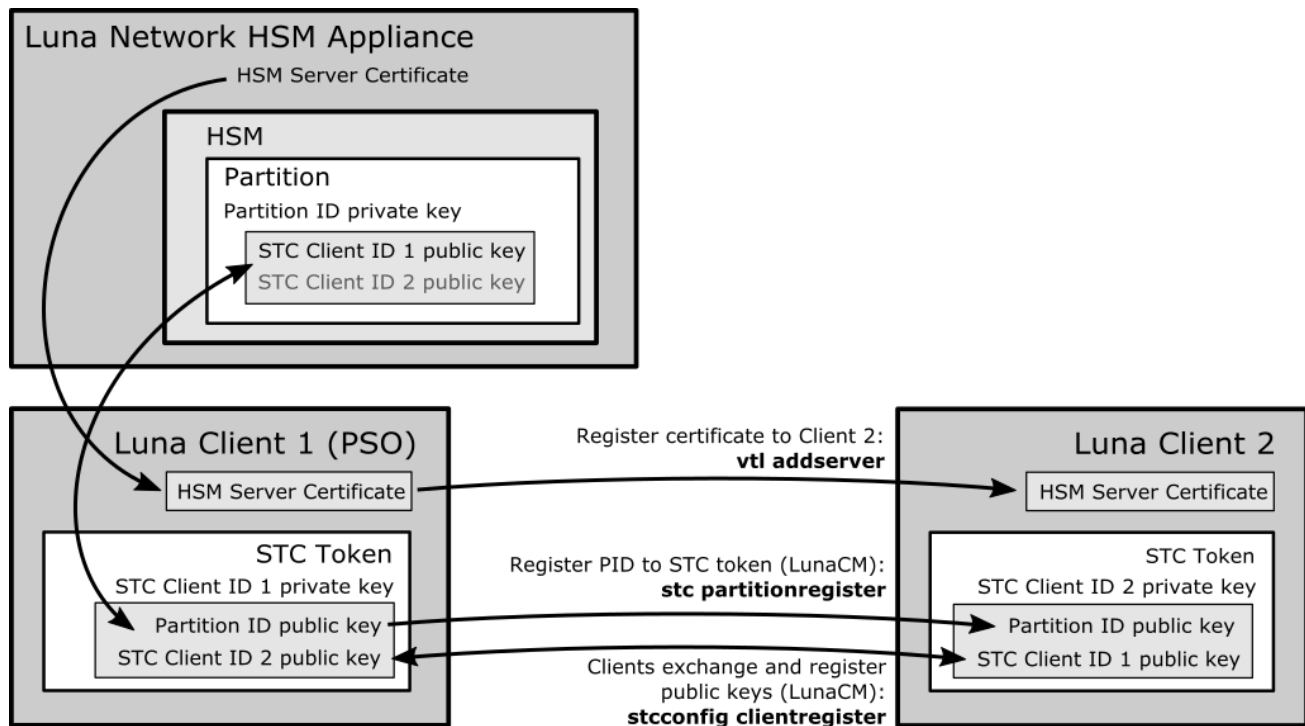 Luna Network HSM Appliance
HSM Server Certificate
HSM
Partition
Partition ID private key
STC Client ID 1 public key
STC Client ID 2 public key
Luna Client 1 (PSO)
HSM Server Certificate
STC Token
STC Client ID 1 private key
Partition ID public key
STC Client ID 2 public key
Register certificate to Client 2:
vtl addserver
Register PID to STC token (LunaCM):
stc partitionregister
Clients exchange and register
public keys (LunaCM):
stcconfig clientregister
Luna Client 2
HSM Server Certificate
STC Token
STC Client ID 2 private key
Partition ID public key
STC Client ID 1 public key